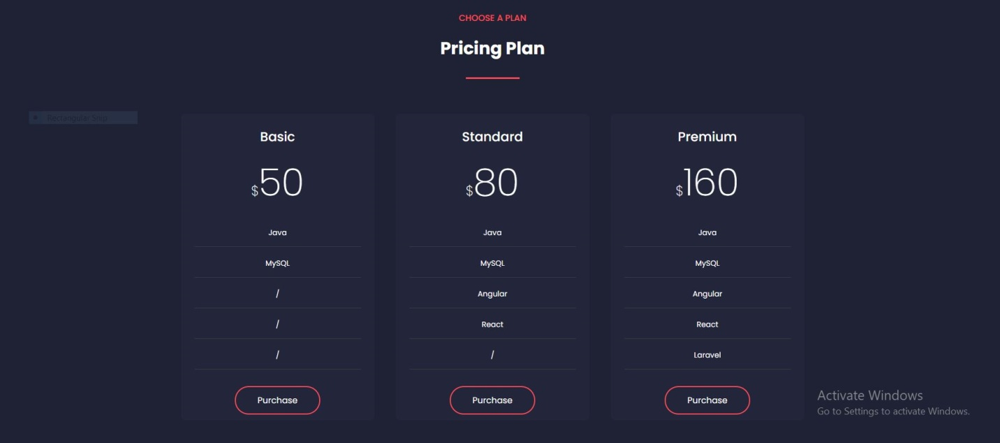 CHOOSE A PLAN
Pricing Plan
Rectangular Snip
Basic
$50
Java
MySQL
/
/
/
Purchase
Standard
$80
Java
MySQL
Angular
React
/
Purchase
Premium
$160
Java
MySQL
Angular
React
Laravel
Purchase
Activate Windows
Go to Settings to activate Windows.